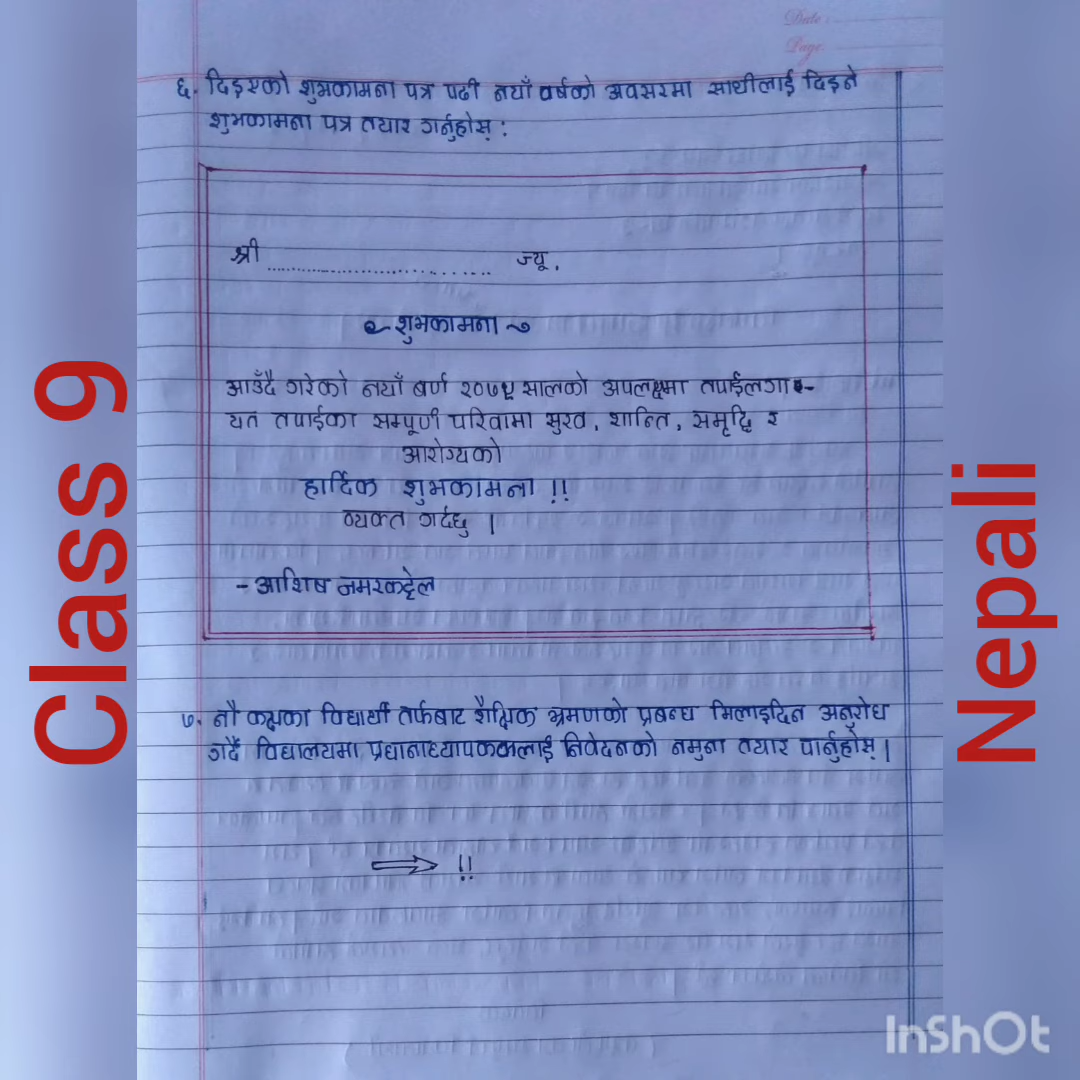 Date :
Page:
६. दिइएको शुभकामना पत्र पढी नयाँ वर्षको अवसरमा साथीलाई दिइने
शुभकामना पत्र तयार गर्नुहोस् :
श्री ................................ ज्यू,
शुभकामना
आउँदै गरेको नयाँ बर्ष सालको अपलक्ष्मा तपाईलगा-
यत तपाईका सम्पूर्ण परिवामा सुख, शान्ति, समृद्धि र
आरोग्यको
हार्दिक शुभकामना !!
व्यक्त गर्दछु ।
- आशिष जमरकट्टेल
७. नौ कक्षाका विद्यार्थी तर्फबाट शैक्षिक भ्रमणको प्रबन्ध मिलाइदिन अनुरोध
गर्दै विद्यालयमा प्रधानाध्यापककलाई निवेदनको नमुना तयार पार्नुहोस् ।
⇒ !!
Class 9
Nepali
InShOt